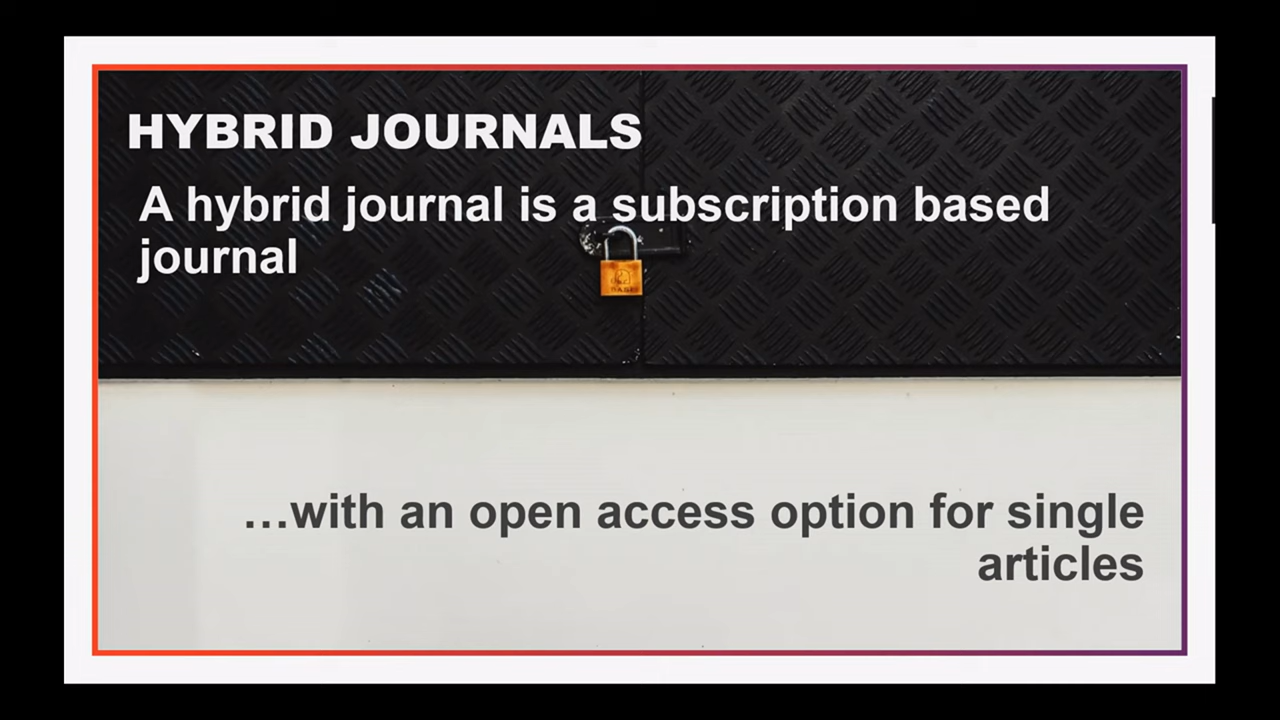 HYBRID JOURNALS
A hybrid journal is a subscription based
journal
…with an open access option for single
articles